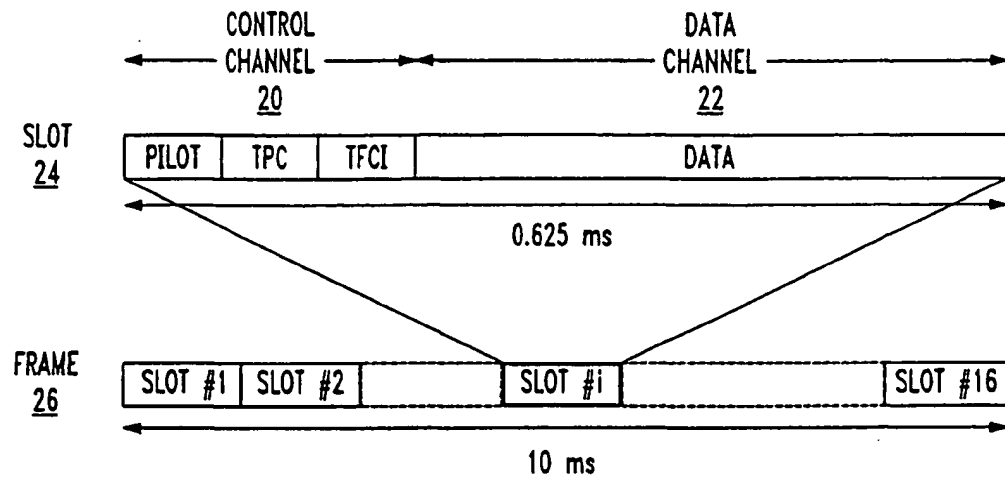 CONTROL
CHANNEL
20
DATA
CHANNEL
22
SLOT
24
PILOT TPC TFCI DATA
0.625 ms
FRAME
26
SLOT #1 SLOT #2 SLOT #i SLOT #16
10 ms